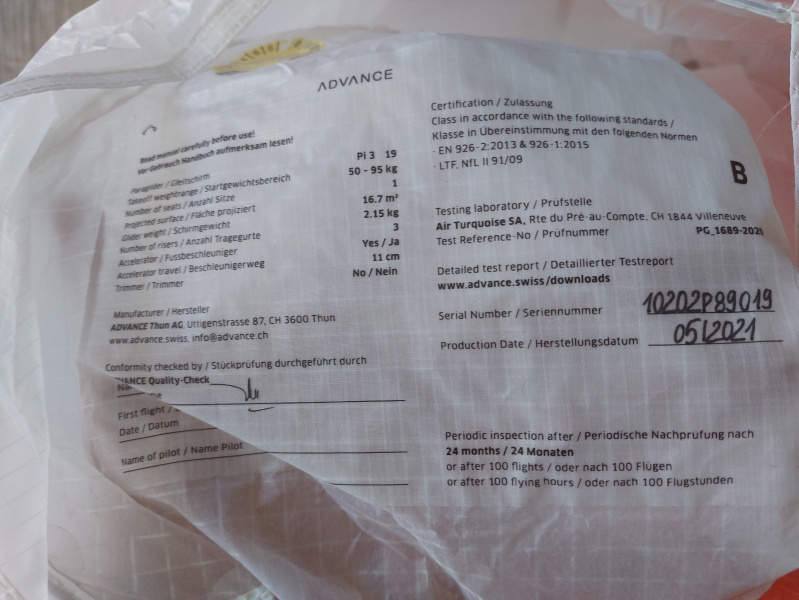 ADVANCE
Read manual carefully before use!
Vor Gebrauch Handbuch aufmerksam lesen!
Paraglider / Gleitschirm Pi 3 19
Takeoff weightrange / Startgewichtsbereich 50 – 95 kg
Number of seats / Anzahl Sitze 1
Projected surface / Fläche projiziert 16.7 m²
Glider weight / Schirmgewicht 2.15 kg
Number of risers / Anzahl Tragegurte 3
Accelerator / Fussbeschleuniger Yes / Ja
Accelerator travel / Beschleunigerweg 11 cm
Trimmer / Trimmer No / Nein
Manufacturer / Hersteller
ADVANCE Thun AG, Uttigenstrasse 87, CH 3600 Thun
www.advance.swiss, info@advance.ch
Conformity checked by / Stückprüfung durchgeführt durch
VANCE Quality-Check
Na
me
First flight /
Date / Datum
Name of pilot / Name Pilot
Certification / Zulassung
Class in accordance with the following standards /
Klasse in Übereinstimmung mit den folgenden Normen
· EN 926-2:2013 & 926-1:2015
· LTF, NfL II 91/09
B
Testing laboratory / Prüfstelle
Air Turquoise SA, Rte du Pré-au-Compte, CH 1844 Villeneuve
Test Reference-No / Prüfnummer PG_1689-2021
Detailed test report / Detaillierter Testreport
www.advance.swiss/downloads
Serial Number / Seriennummer 10202P89019
Production Date / Herstellungsdatum 05/2021
Periodic inspection after / Periodische Nachprüfung nach
24 months / 24 Monaten
or after 100 flights / oder nach 100 Flügen
or after 100 flying hours / oder nach 100 Flugstunden